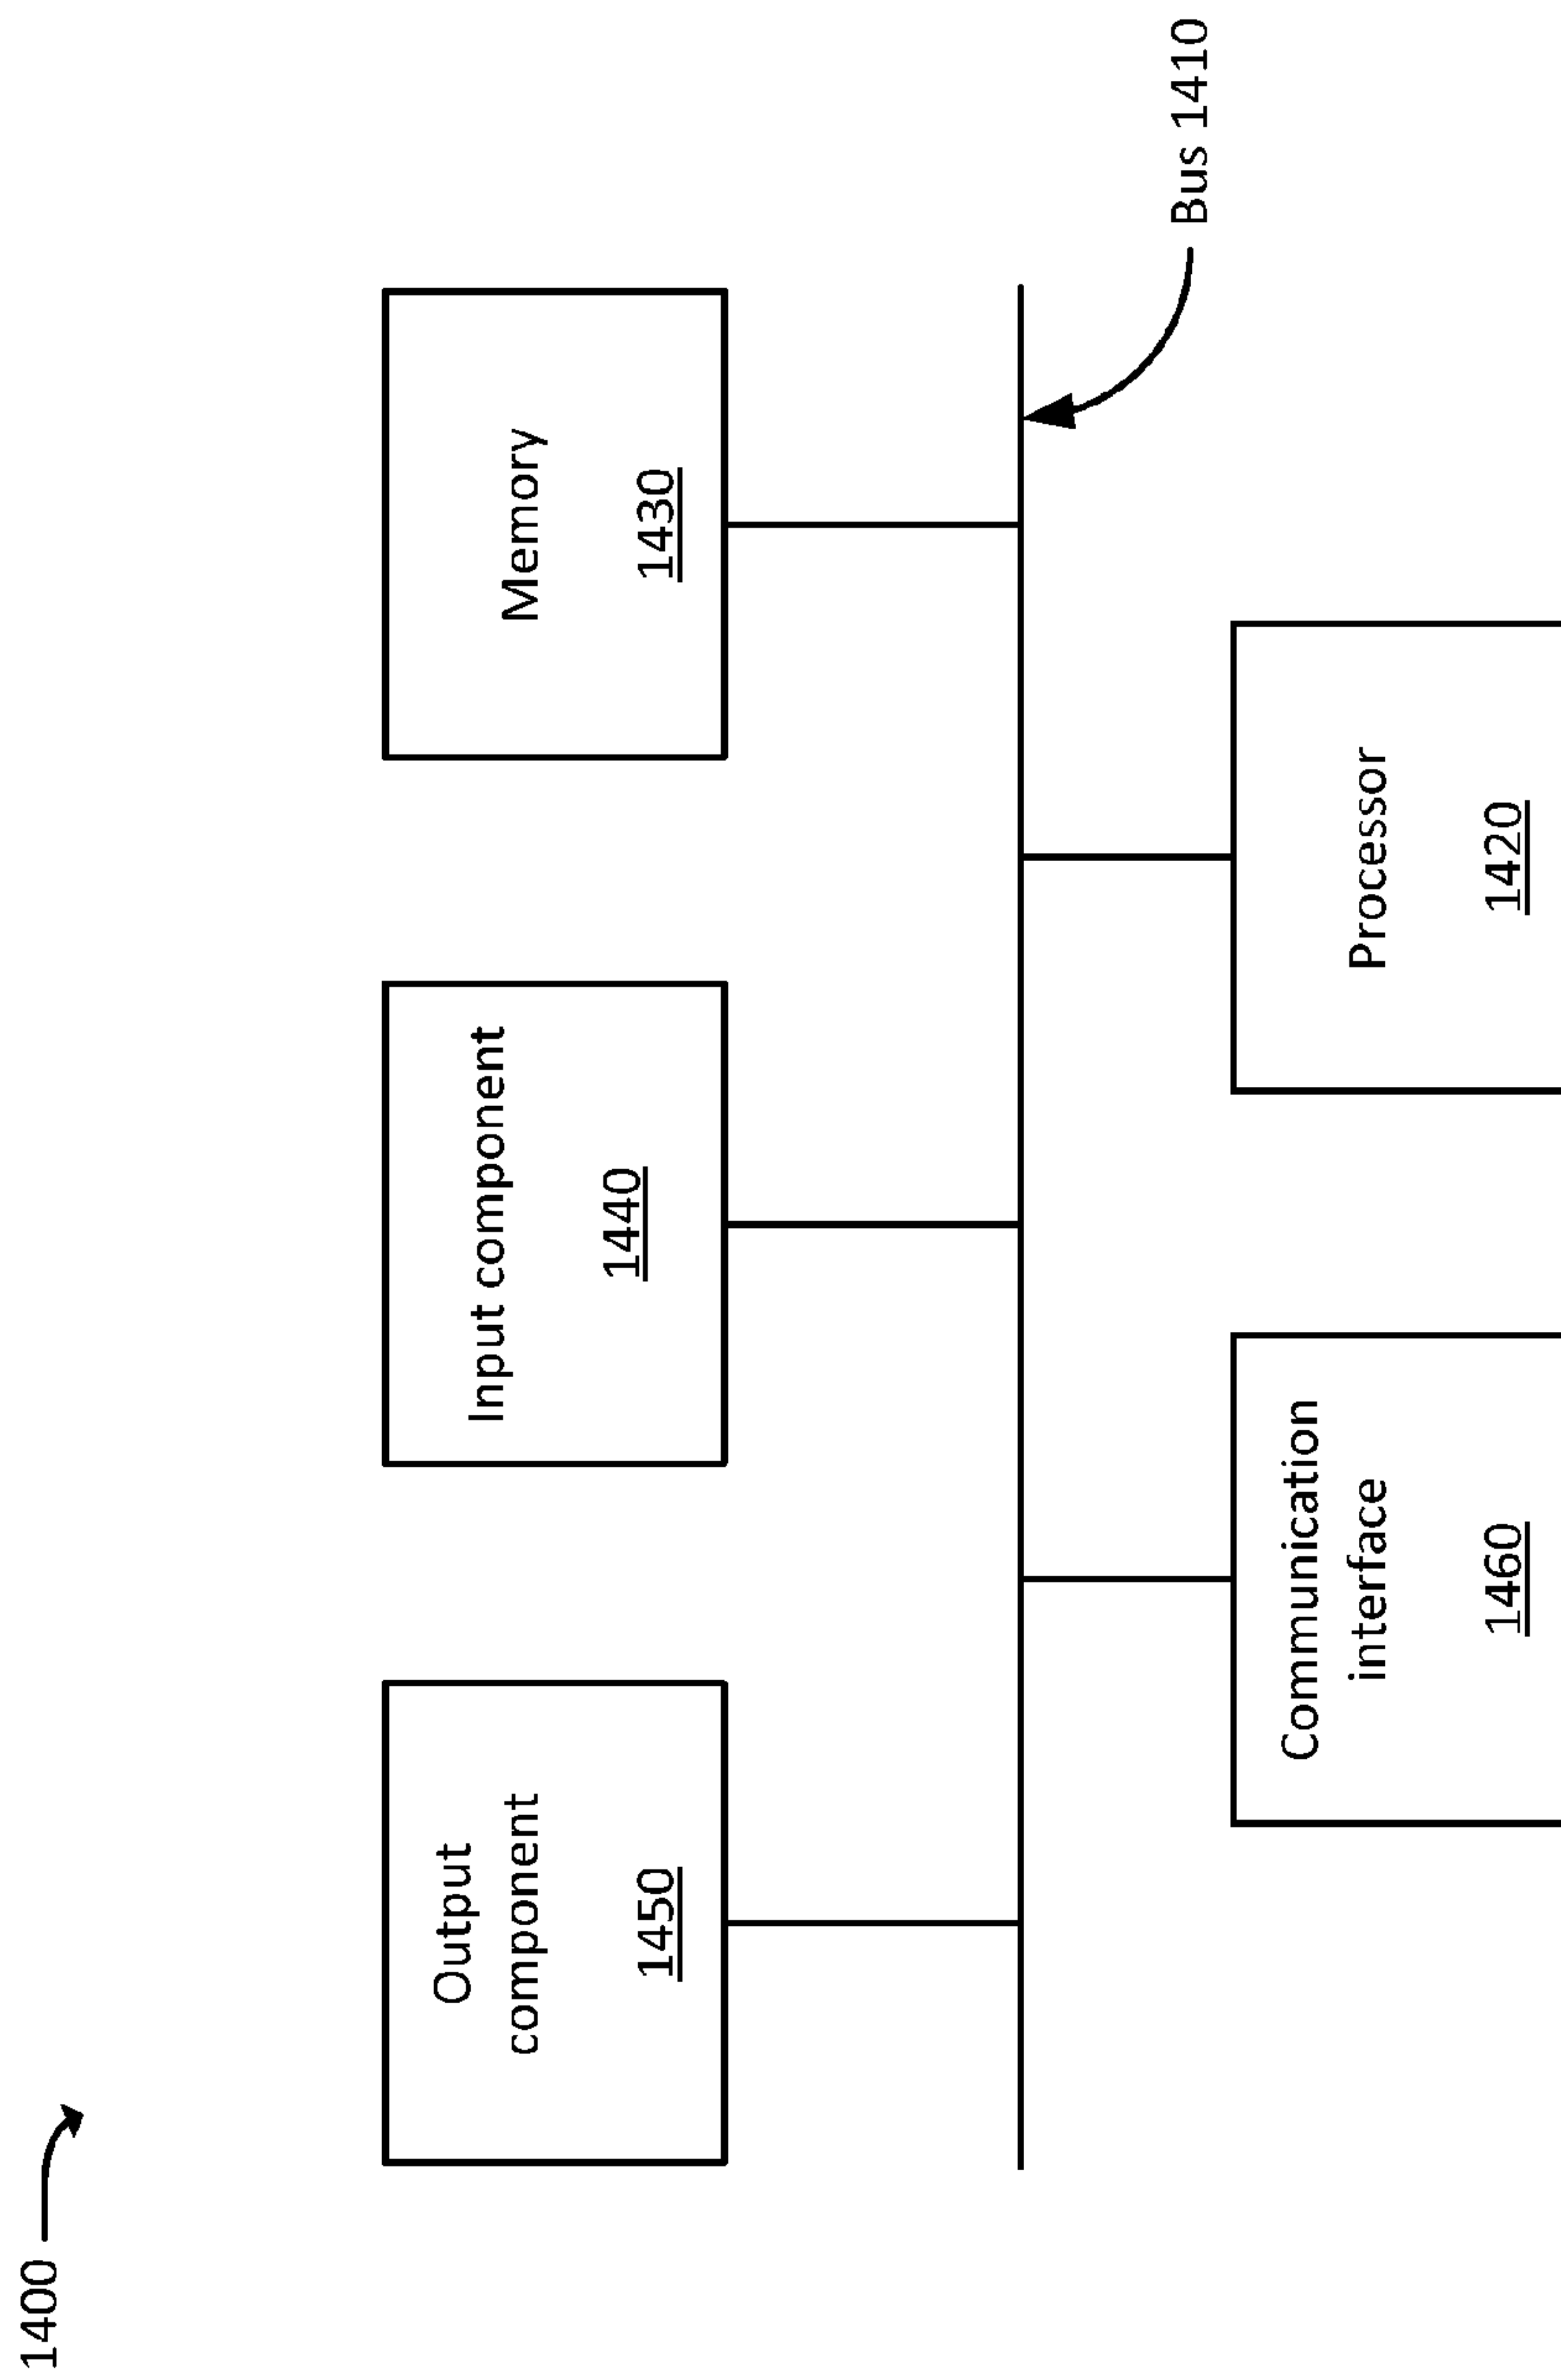 1400
Output
component
1450
Input component
1440
Memory
1430
Bus 1410
Communication
interface
1460
Processor
1420